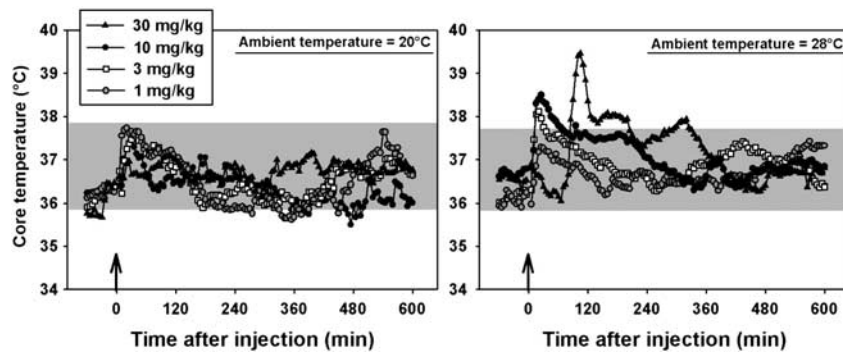 30 mg/kg
10 mg/kg
3 mg/kg
1 mg/kg
Ambient temperature = 20°C
Ambient temperature = 28°C
Core temperature (°C)
40
39
38
37
36
35
34
0 120 240 360 480 600
Time after injection (min)
40
39
38
37
36
35
34
0 120 240 360 480 600
Time after injection (min)